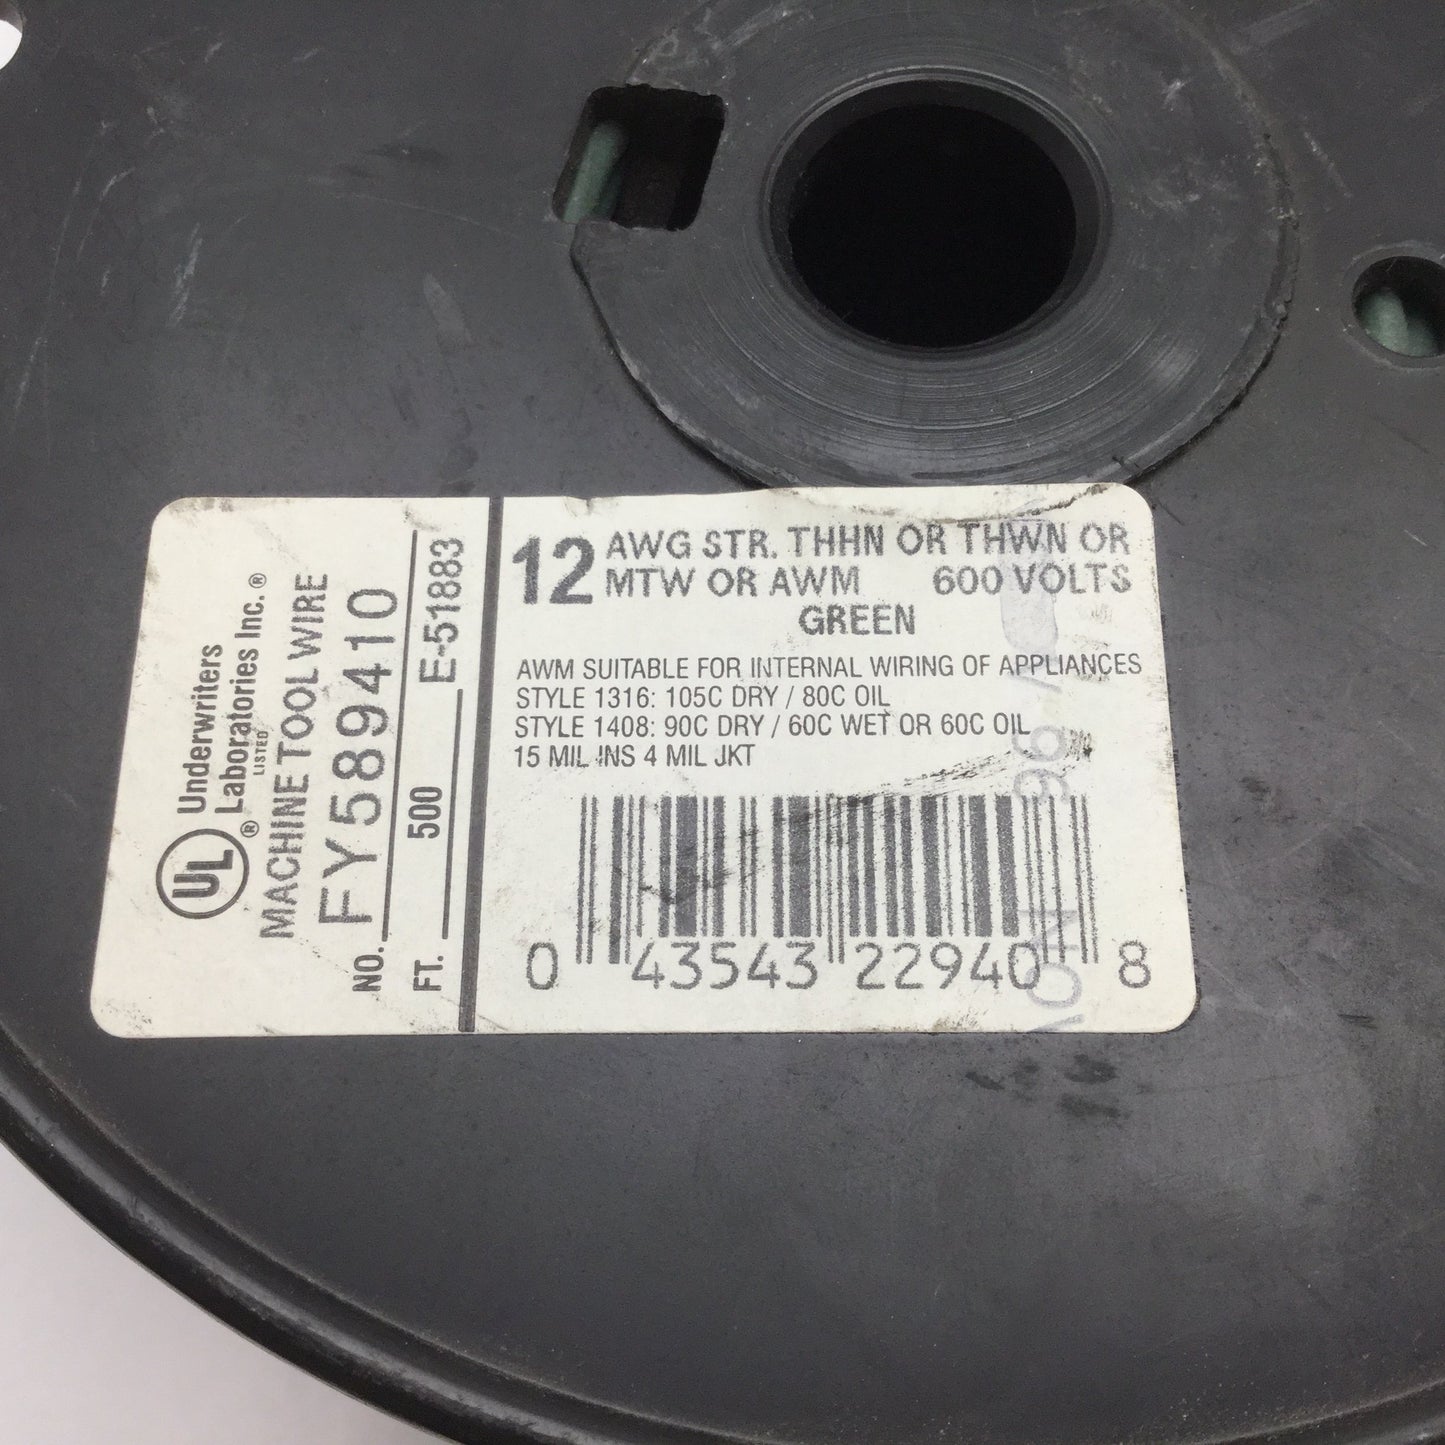 UL
®
Underwriters
Laboratories Inc.®
LISTED
MACHINE TOOL WIRE
NO. FY589410
FT. 500 E-51883
12 AWG STR. THHN OR THWN OR
MTW OR AWM 600 VOLTS
GREEN
AWM SUITABLE FOR INTERNAL WIRING OF APPLIANCES
STYLE 1316: 105C DRY / 80C OIL
STYLE 1408: 90C DRY / 60C WET OR 60C OIL
15 MIL INS 4 MIL JKT
0 43543 22940 8
NOV 96